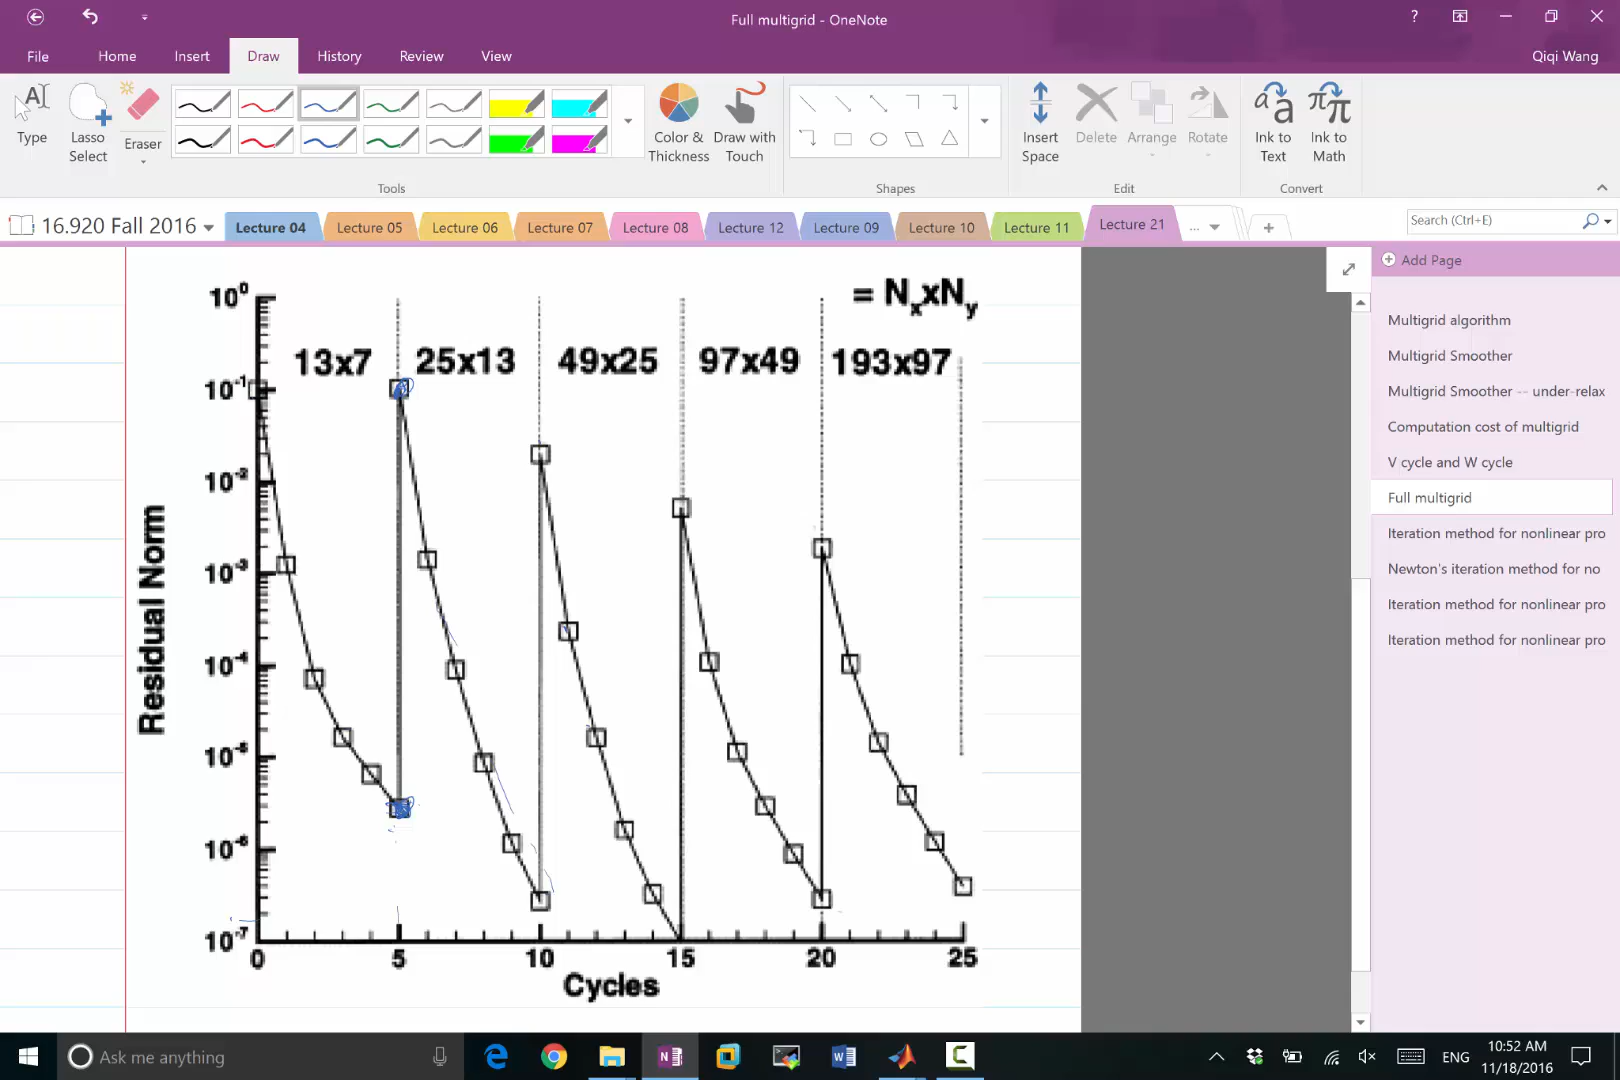 Full multigrid - OneNote
?
File
Home
Insert
Draw
History
Review
View
Qiqi Wang
Type
Lasso
Select
Eraser
Color &
Thickness
Draw with
Touch
Insert
Space
Delete
Arrange
Rotate
Ink to
Text
Ink to
Math
Tools
Shapes
Edit
Convert
16.920 Fall 2016
Lecture 04
Lecture 05
Lecture 06
Lecture 07
Lecture 08
Lecture 12
Lecture 09
Lecture 10
Lecture 11
Lecture 21
...
Search (Ctrl+E)
Add Page
Multigrid algorithm
Multigrid Smoother
Multigrid Smoother -- under-relax
Computation cost of multigrid
V cycle and W cycle
Full multigrid
Iteration method for nonlinear pro
Newton's iteration method for no
Iteration method for nonlinear pro
Iteration method for nonlinear pro
= NxxNy
13x7
25x13
49x25
97x49
193x97
10^0
10^-1
10^-2
10^-3
10^-4
10^-5
10^-6
10^-7
Residual Norm
0 5 10 15 20 25
Cycles
Ask me anything
ENG
10:52 AM
11/18/2016